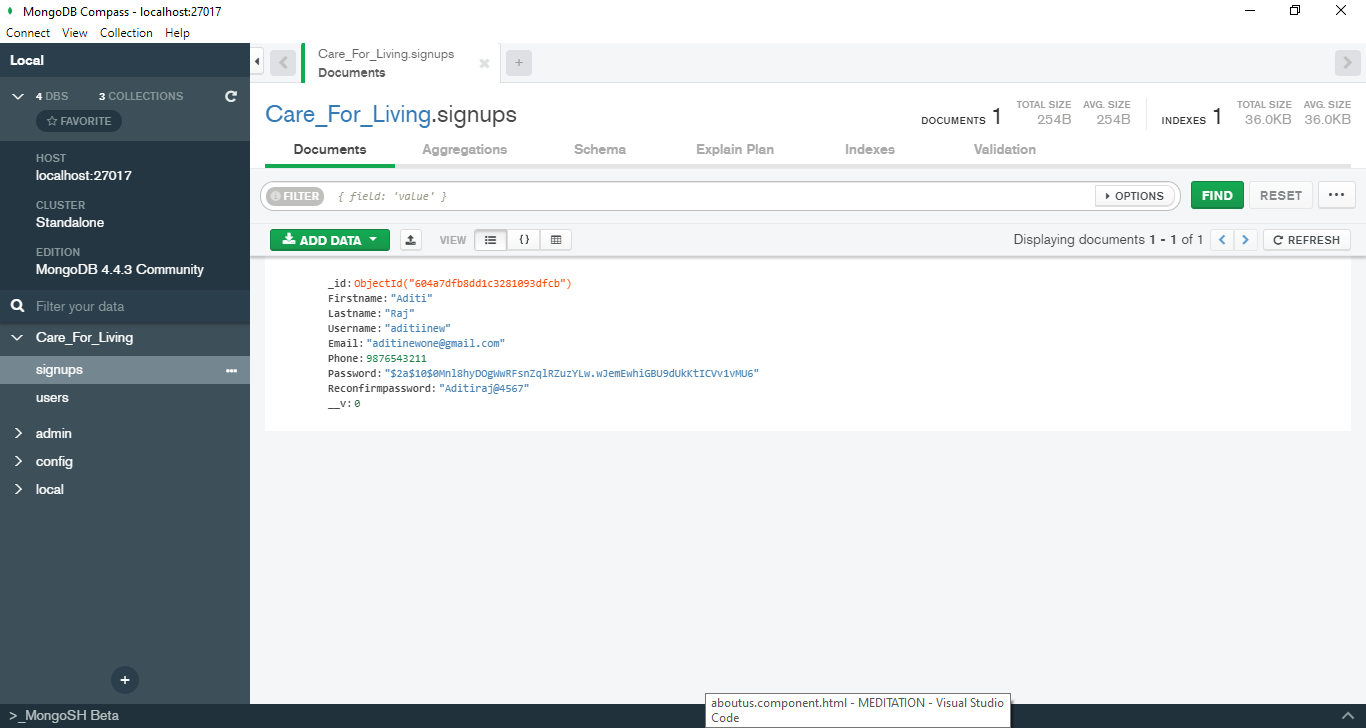 MongoDB Compass - localhost:27017
Connect View Collection Help
Local
4 DBS 3 COLLECTIONS
FAVORITE
HOST
localhost:27017
CLUSTER
Standalone
EDITION
MongoDB 4.4.3 Community
Filter your data
Care_For_Living
signups
users
admin
config
local
>_MongoSH Beta
Care_For_Living.signups
Documents
Care_For_Living.signups
DOCUMENTS 1
TOTAL SIZE
254B
AVG. SIZE
254B
INDEXES 1
TOTAL SIZE
36.0KB
AVG. SIZE
36.0KB
Documents Aggregations Schema Explain Plan Indexes Validation
FILTER { field: 'value' } OPTIONS FIND RESET
ADD DATA VIEW {} Displaying documents 1 - 1 of 1 REFRESH
_id: ObjectId("604a7dfb8dd1c3281093dfcb")
Firstname: "Aditi"
Lastname: "Raj"
Username: "aditiinew"
Email: "aditinewone@gmail.com"
Phone: 9876543211
Password: "$2a$10$0Mnl8hyDOgWwRFsnZqlRZuzYLw.wJemEwhiGBU9dUkKtICVv1vMU6"
Reconfirmpassword: "Aditiraj@4567"
__v: 0
aboutus.component.html - MEDITATION - Visual Studio
Code